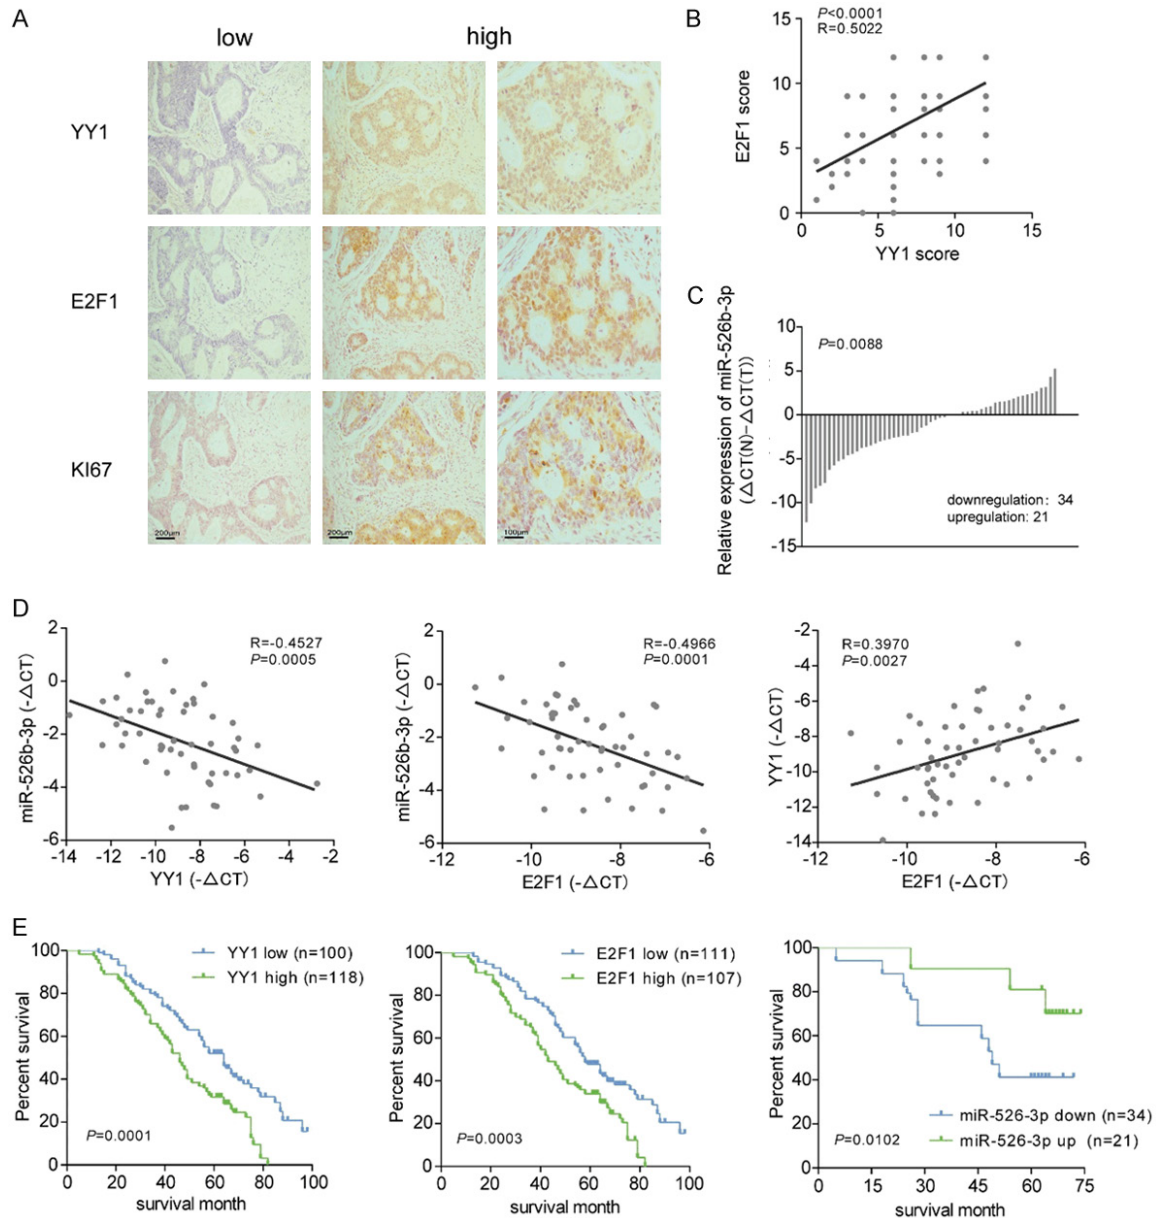 A
low
high
YY1
E2F1
KI67
200μm
200μm
100μm
B
P<0.0001
R=0.5022
E2F1 score
15
10
5
0
0
5
10
15
YY1 score
C
Relative expression of miR-526b-3p
(△CT(N)-△CT(T))
10
5
0
-5
-10
-15
P=0.0088
downregulation: 34
upregulation: 21
D
miR-526b-3p (-△CT)
2
0
-2
-4
-6
R=-0.4527
P=0.0005
-14
-12
-10
-8
-6
-4
-2
YY1 (-△CT)
miR-526b-3p (-△CT)
2
0
-2
-4
-6
R=-0.4966
P=0.0001
-12
-10
-8
-6
E2F1 (-△CT)
YY1 (-△CT)
-2
-4
-6
-8
-10
-12
-14
R=0.3970
P=0.0027
-12
-10
-8
-6
E2F1 (-△CT)
E
Percent survival
100
80
60
40
20
0
YY1 low (n=100)
YY1 high (n=118)
P=0.0001
0
20
40
60
80
100
survival month
Percent survival
100
80
60
40
20
0
E2F1 low (n=111)
E2F1 high (n=107)
P=0.0003
0
20
40
60
80
100
survival month
Percent survival
100
80
60
40
20
0
miR-526-3p down (n=34)
miR-526-3p up (n=21)
P=0.0102
0
15
30
45
60
75
survival month